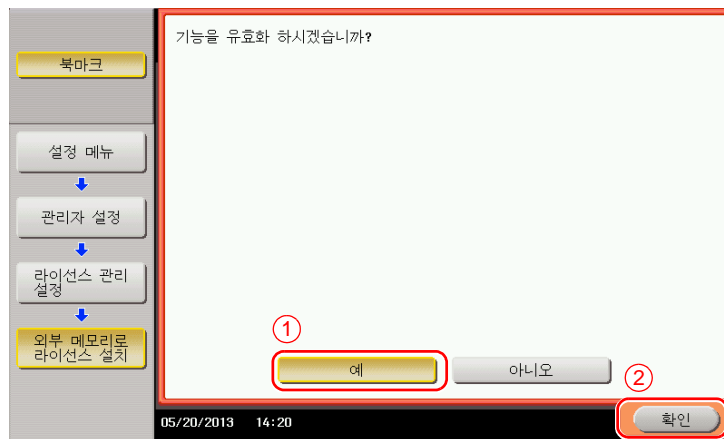 기능을 유효화 하시겠습니까?
북마크
설정 메뉴
관리자 설정
라이선스 관리
설정
외부 메모리로
라이선스 설치
①
예
아니오
②
확인
05/20/2013 14:20